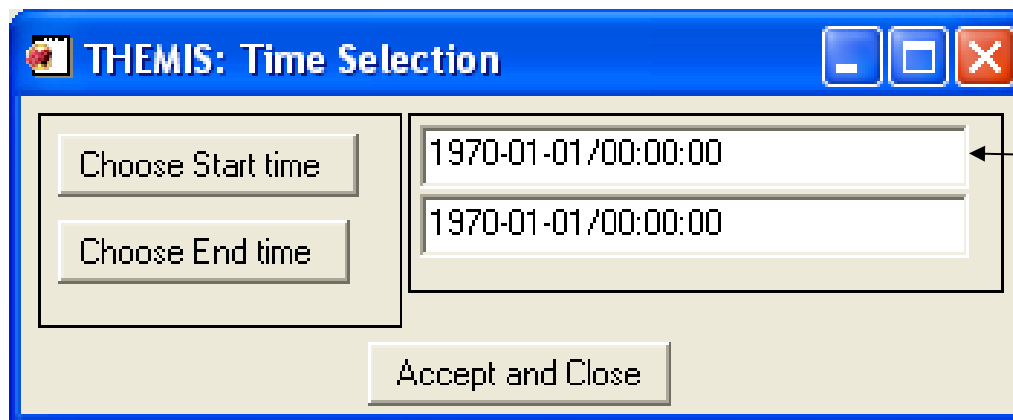 THEMIS: Time Selection
Choose Start time
1970-01-01/00:00:00
Choose End time
1970-01-01/00:00:00
Accept and Close